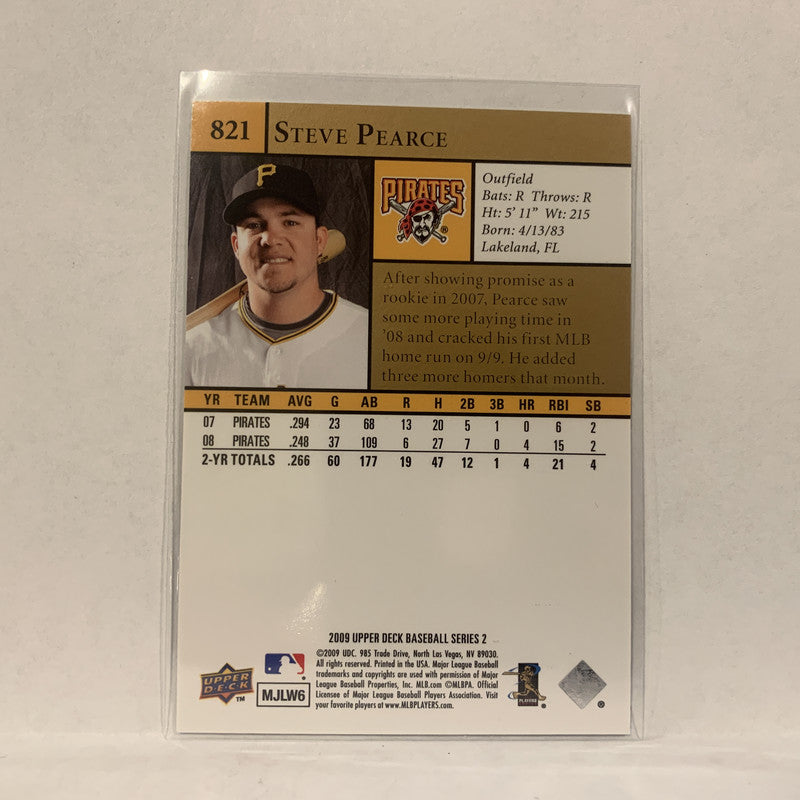 821 STEVE PEARCE
P
PIRATES
Outfield
Bats: R Throws: R
Ht: 5' 11" Wt: 215
Born: 4/13/83
Lakeland, FL
After showing promise as a
rookie in 2007, Pearce saw
some more playing time in
'08 and cracked his first MLB
home run on 9/9. He added
three more homers that month.
YR TEAM AVG G AB R H 2B 3B HR RBI SB
07 PIRATES .294 23 68 13 20 5 1 0 6 2
08 PIRATES .248 37 109 6 27 7 0 4 15 2
2-YR TOTALS .266 60 177 19 47 12 1 4 21 4
2009 UPPER DECK BASEBALL SERIES 2
©2009 UDC. 985 Trade Drive, North Las Vegas, NV 89030.
All rights reserved. Printed in the USA. Major League Baseball
trademarks and copyrights are used with permission of Major
League Baseball Properties, Inc. MLB.com ©MLBPA. Official
Licensee of Major League Baseball Players Association. Visit
your favorite players at www.MLBPLAYERS.com.
UPPER
DECK
TM
MJLW6
PLAYERS